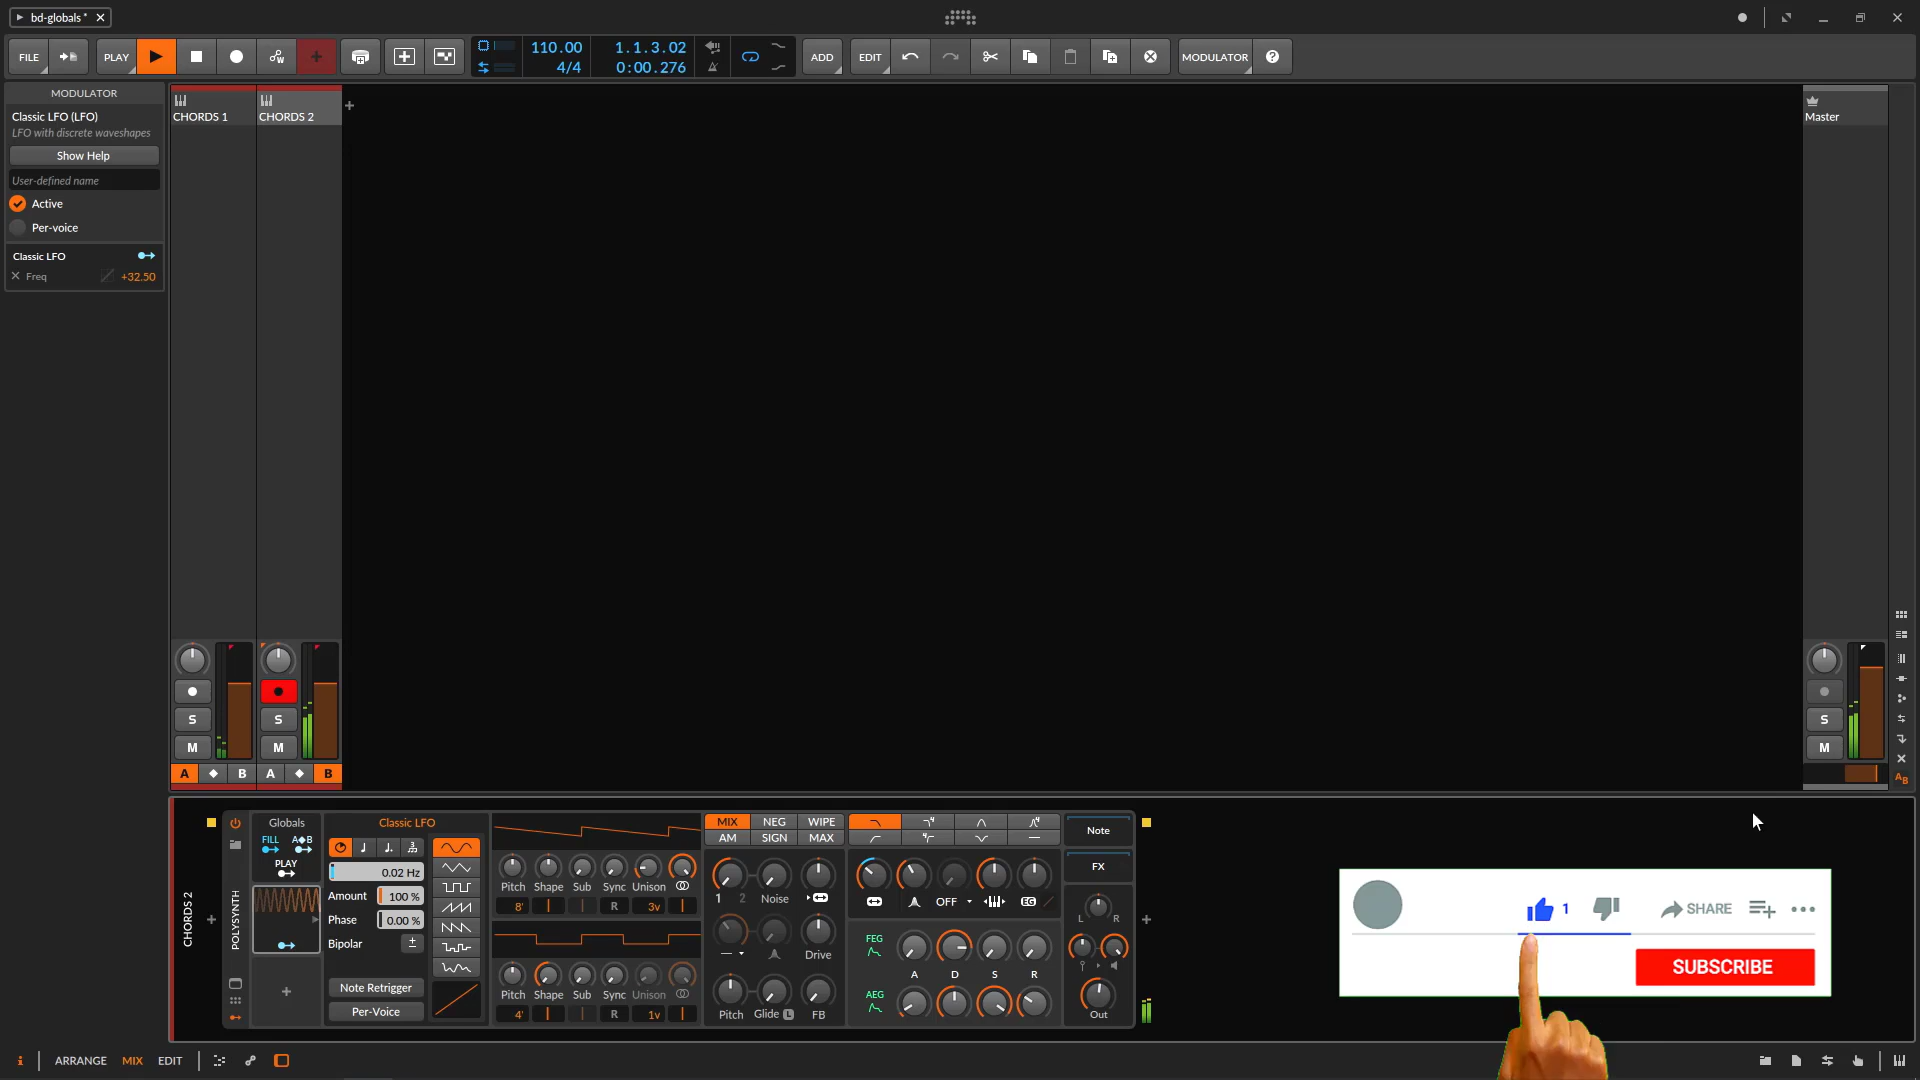 bd-globals *
FILE PLAY 110.00 1.1.3.02 ADD EDIT MODULATOR ?
4/4 0:00.276
MODULATOR
Classic LFO (LFO)
LFO with discrete waveshapes
Show Help
User-defined name
Active
Per-voice
Classic LFO
Freq +32.50
CHORDS 1
CHORDS 2
Master
S S S
M M M
A B A B
AB
CHORDS 2
POLYSYNTH
Globals
FILL A◆B
PLAY
Classic LFO
0.02 Hz
Amount 100 %
Phase 0.00 %
Bipolar ±
Note Retrigger
Per-Voice
Pitch Shape Sub Sync Unison
8' R 3v
Pitch Shape Sub Sync Unison
4' R 1v
MIX NEG WIPE
AM SIGN MAX
1 2 Noise
Drive
Pitch Glide L FB
OFF EG
FEG
A D S R
AEG
Note
FX
L R
Out
1 SHARE
SUBSCRIBE
i ARRANGE MIX EDIT